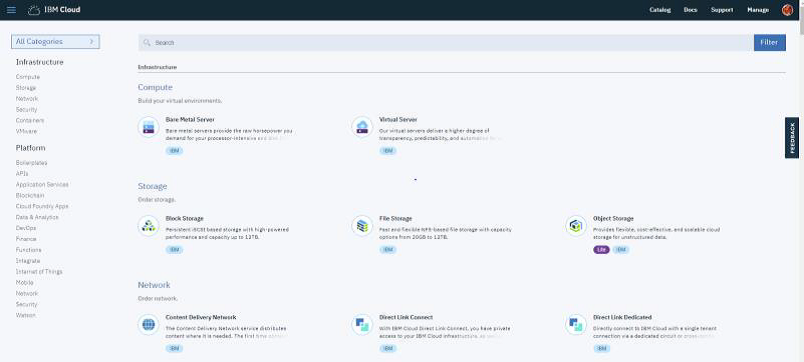 IBM Cloud
Catalog Docs Support Manage
All Categories >
Infrastructure
Compute
Storage
Network
Security
Containers
VMware
Platform
Boilerplates
APIs
Application Services
Blockchain
Cloud Foundry Apps
Data & Analytics
DevOps
Finance
Functions
Integrate
Internet of Things
Mobile
Network
Security
Watson
Search
Filter
Infrastructure
Compute
Build your virtual environments.
Bare Metal Server
Bare metal servers provide the raw horsepower you
demand for your processor-intensive and
IBM
Virtual Server
Our virtual servers deliver a higher degree of
transparency, predictability, and automation
IBM
Storage
Order storage.
Block Storage
Persistent iSCSI based storage with high-powered
performance and capacity up to 12TB.
IBM
File Storage
Fast and flexible NFS-based file storage with capacity
options from 20GB to 12TB.
IBM
Object Storage
Provides flexible, cost-effective, and scalable cloud
storage for unstructured data.
Lite IBM
Network
Order network.
Content Delivery Network
The Content Delivery Network service distributes
content where it is needed. The first time
IBM
Direct Link Connect
With IBM Cloud Direct Link Connect, you have private
access to your IBM Cloud infrastructure,
IBM
Direct Link Dedicated
Directly connect to IBM Cloud with a single tenant
connection via a dedicated circuit or
IBM
FEEDBACK